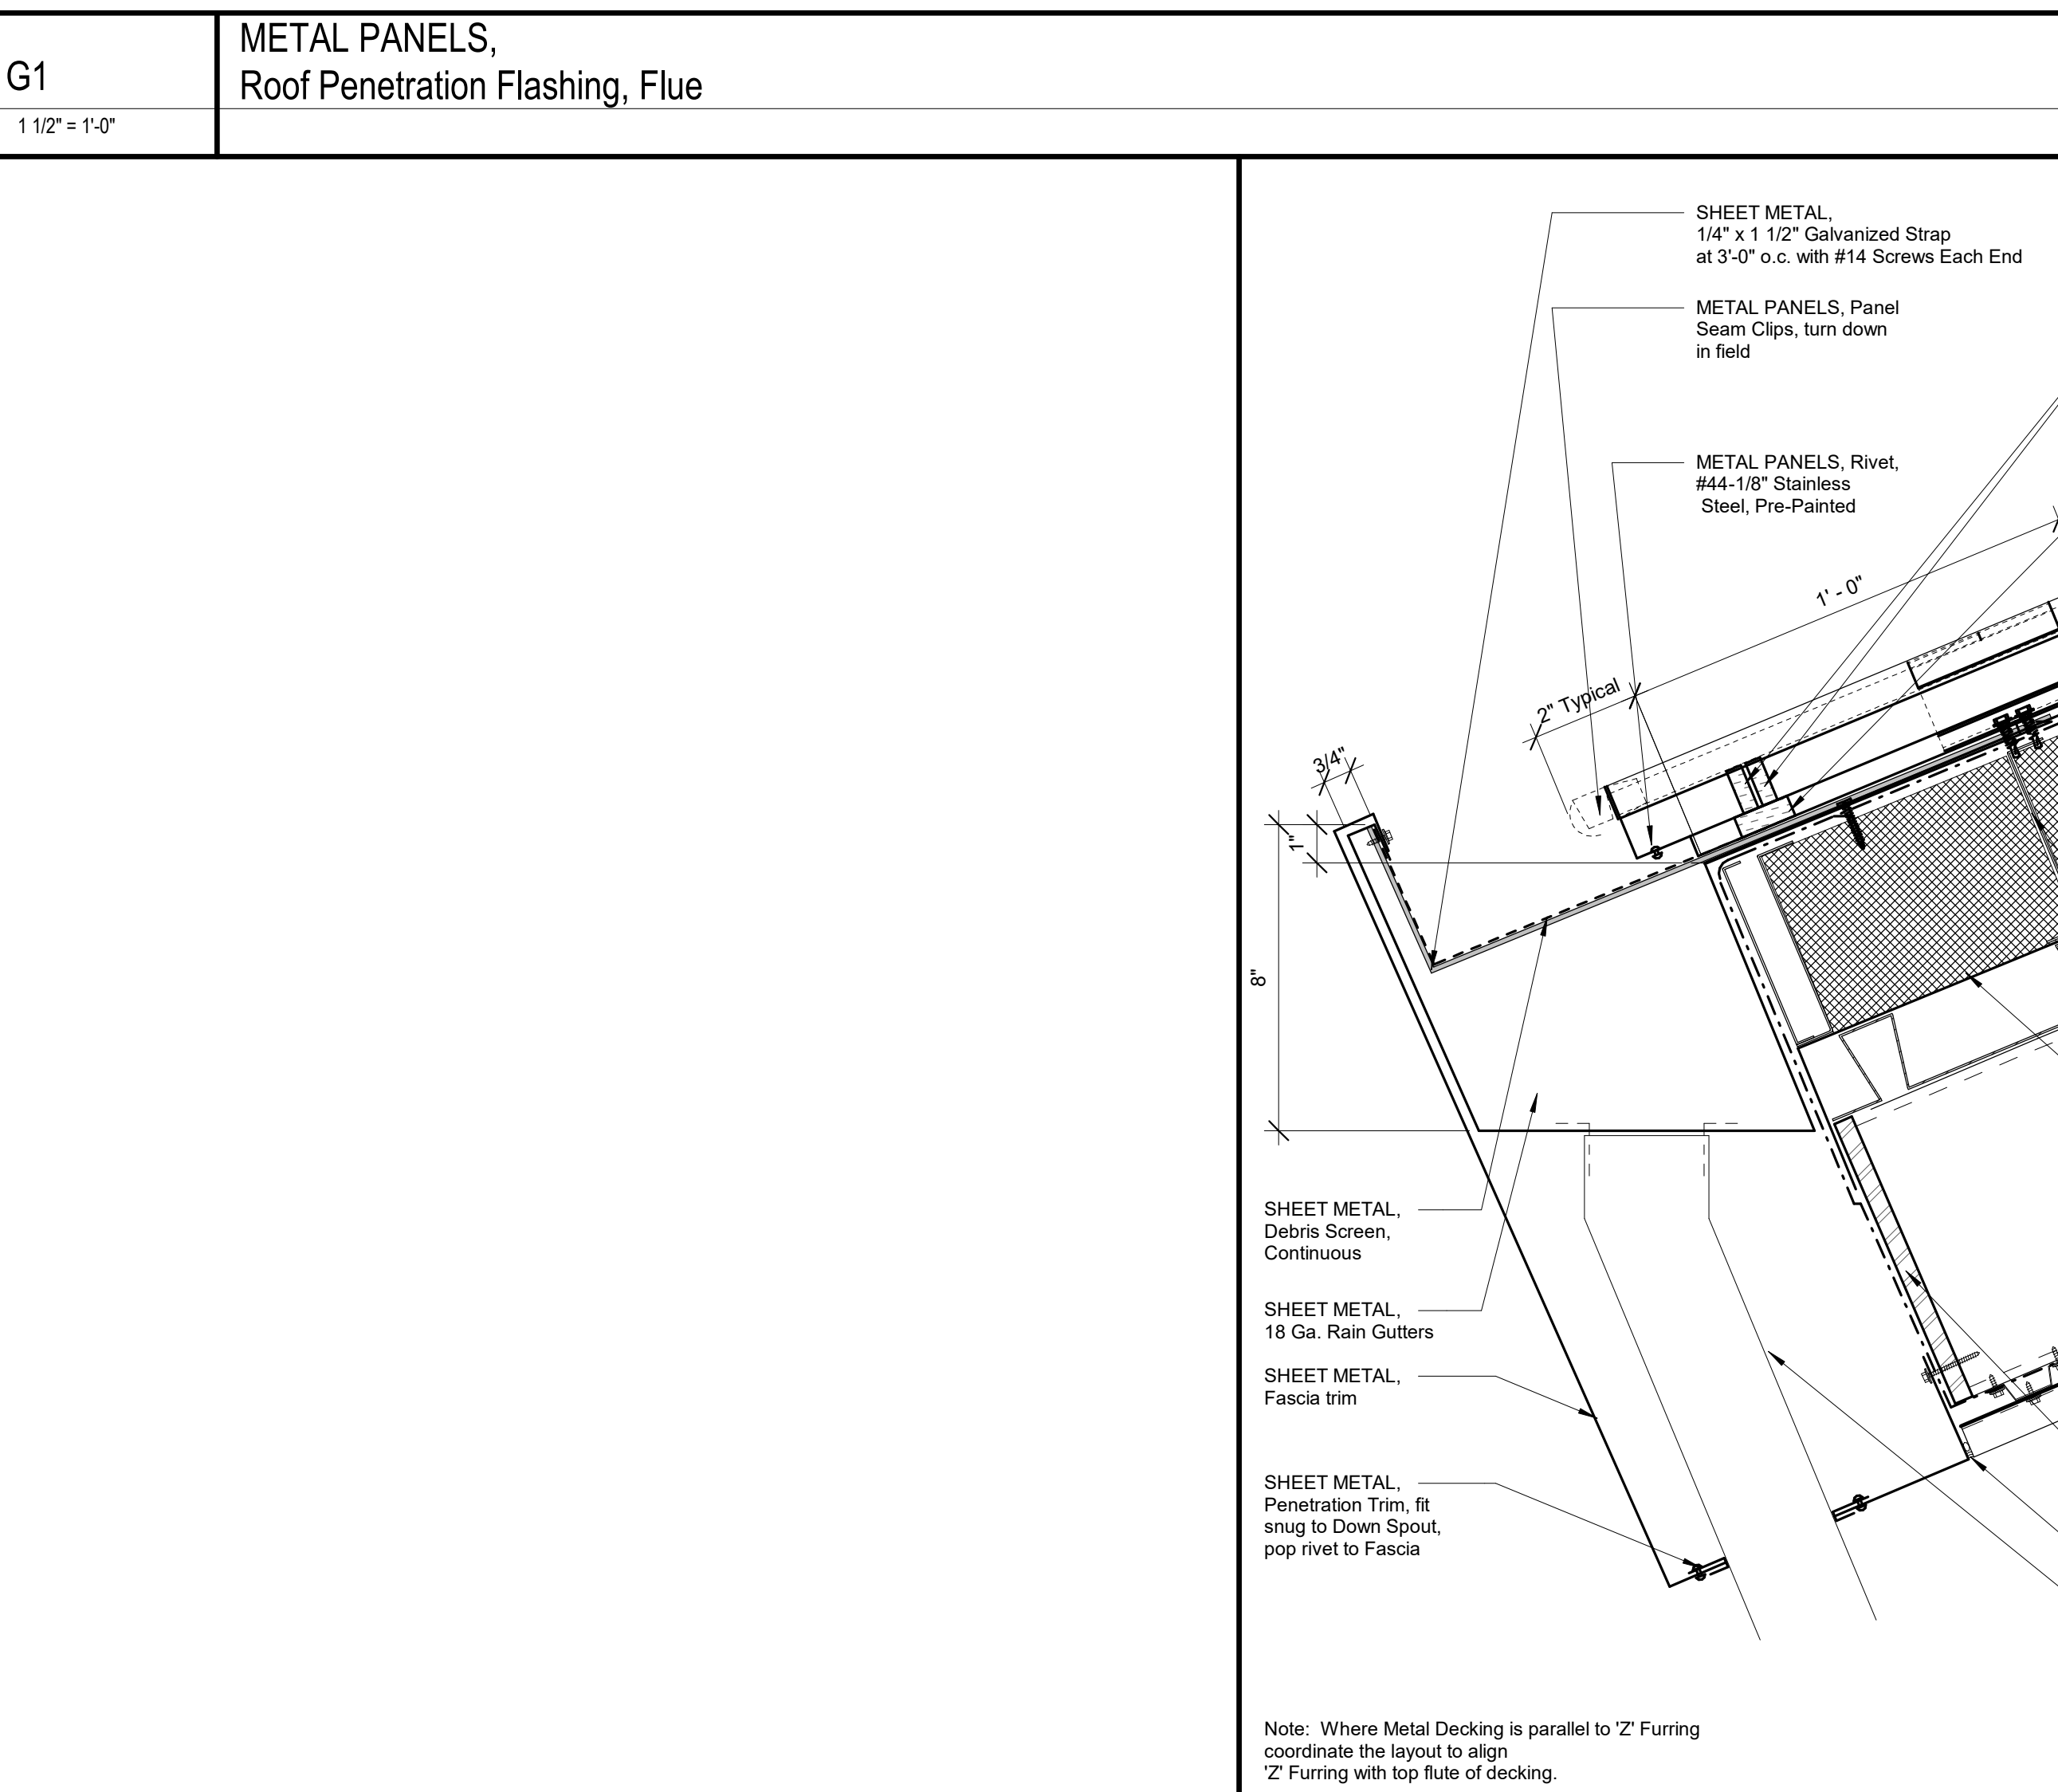 METAL PANELS,
G1
Roof Penetration Flashing, Flue
1 1/2" = 1'-0"
SHEET METAL,
1/4" x 1 1/2" Galvanized Strap
at 3'-0" o.c. with #14 Screws Each End
METAL PANELS, Panel
Seam Clips, turn down
in field
METAL PANELS, Rivet,
#44-1/8" Stainless
Steel, Pre-Painted
1' - 0"
2" Typical
3/4"
1"
8"
SHEET METAL,
Debris Screen,
Continuous
SHEET METAL,
18 Ga. Rain Gutters
SHEET METAL,
Fascia trim
SHEET METAL,
Penetration Trim, fit
snug to Down Spout,
pop rivet to Fascia
Note: Where Metal Decking is parallel to 'Z' Furring
coordinate the layout to align
'Z' Furring with top flute of decking.